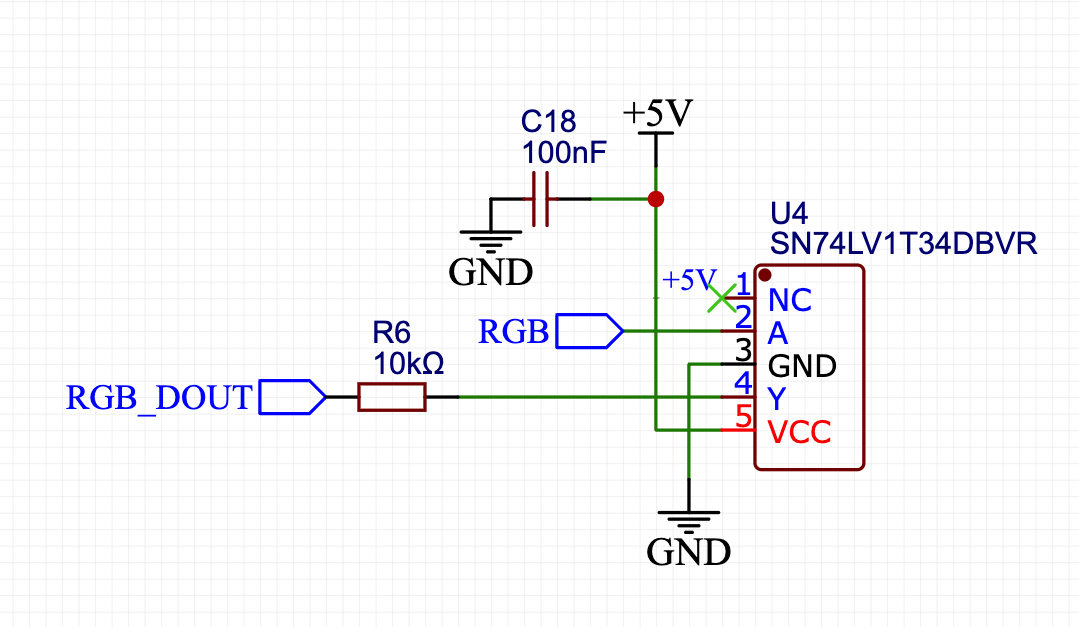 +5V
C18
100nF
GND
U4
SN74LV1T34DBVR
+5V
1
NC
RGB
2
A
R6
10kΩ
3
GND
RGB_DOUT
4
Y
5
VCC
GND